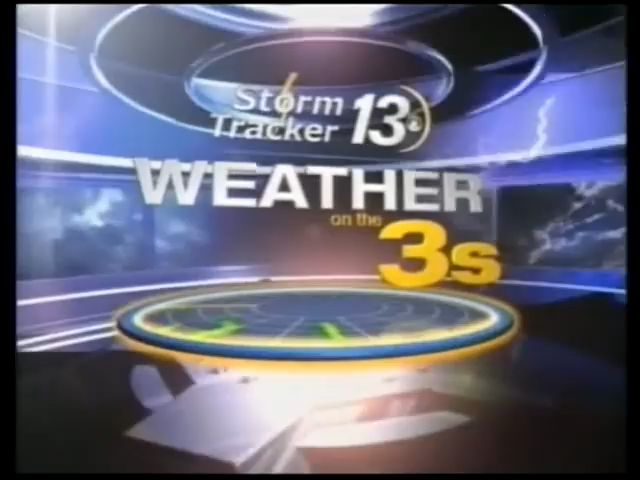 Storm
Tracker 13
WEATHER
on the
3s